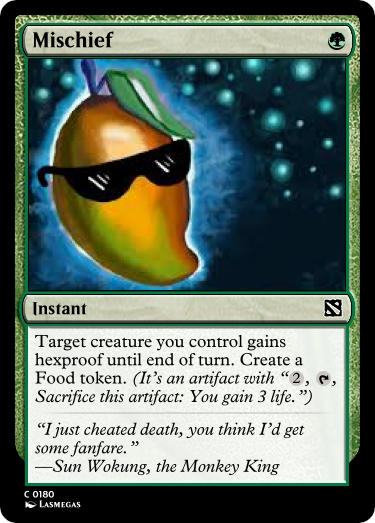 Mischief
Instant
Target creature you control gains
hexproof until end of turn. Create a
Food token. (It's an artifact with “2, ,
Sacrifice this artifact: You gain 3 life.”)
“I just cheated death, you think I'd get
some fanfare.”
—Sun Wokung, the Monkey King
C 0180
Lasmegas